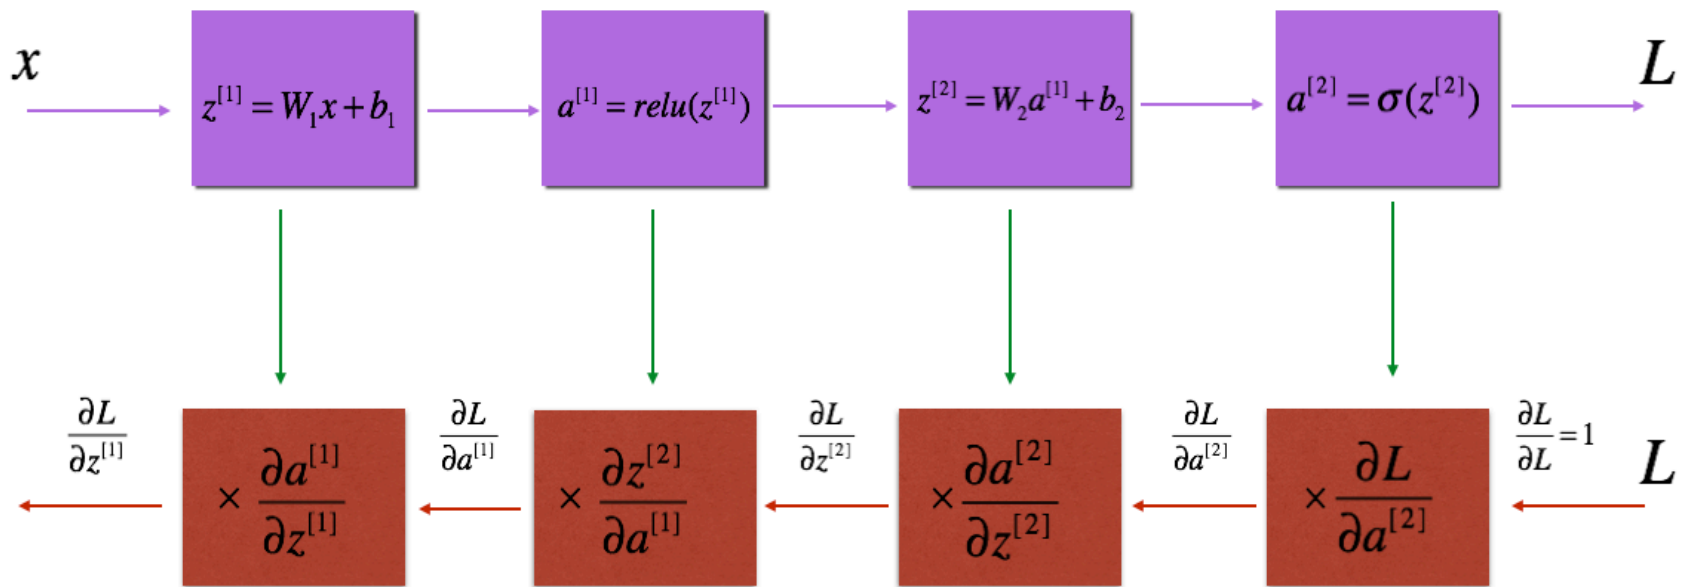 x
z^{[1]} = W_1 x + b_1
a^{[1]} = relu(z^{[1]})
z^{[2]} = W_2 a^{[1]} + b_2
a^{[2]} = σ(z^{[2]})
L
∂L/∂z^{[1]}
× ∂a^{[1]}/∂z^{[1]}
∂L/∂a^{[1]}
× ∂z^{[2]}/∂a^{[1]}
∂L/∂z^{[2]}
× ∂a^{[2]}/∂z^{[2]}
∂L/∂a^{[2]}
× ∂L/∂a^{[2]}
∂L/∂L = 1
L